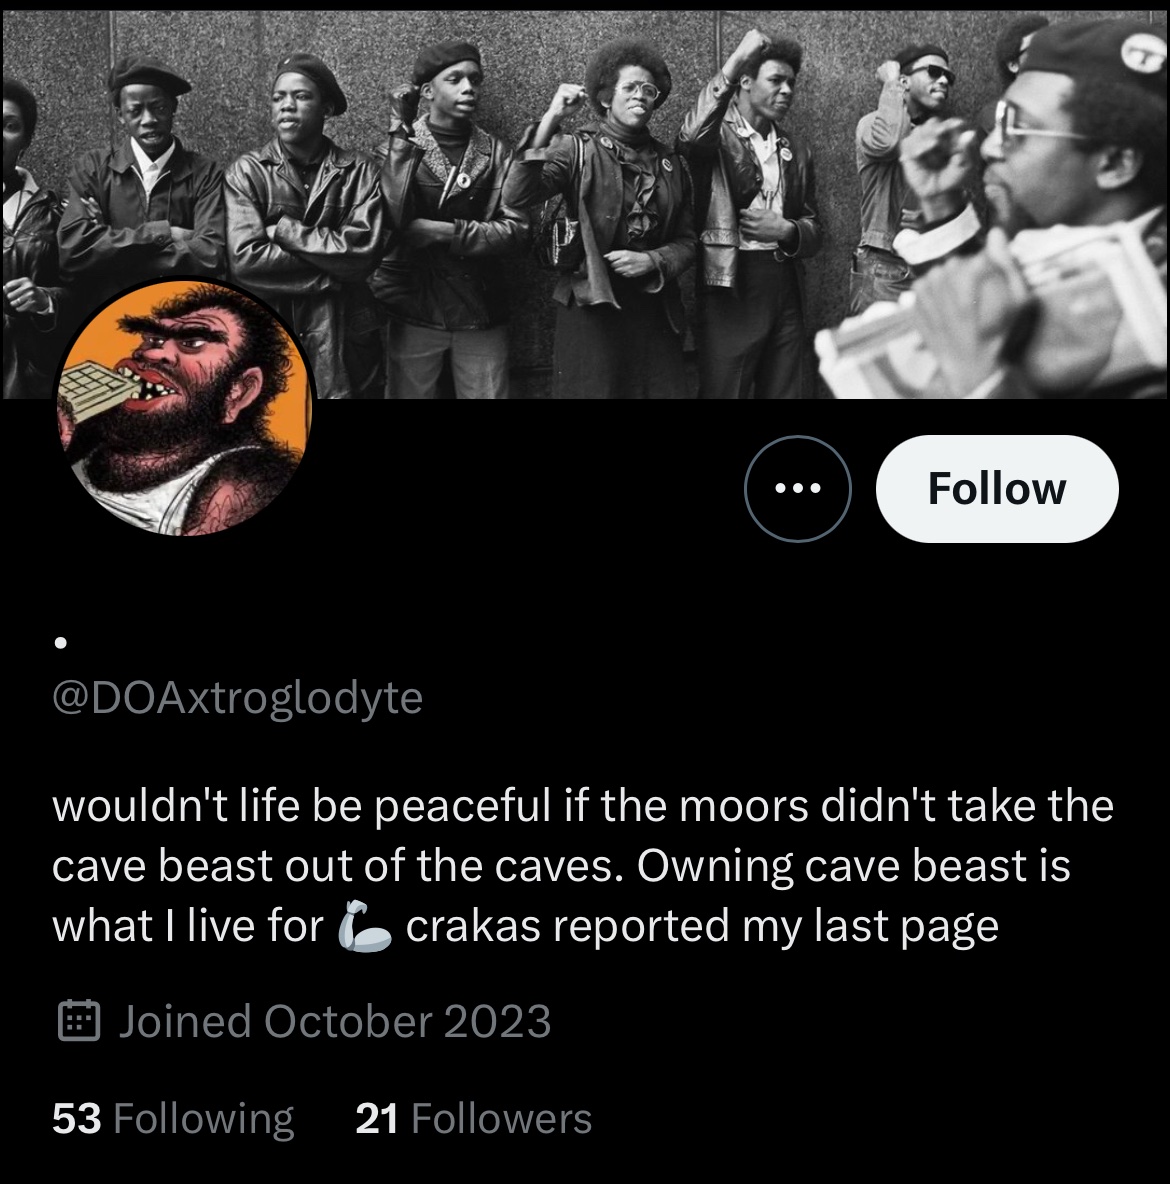 Follow
.
@DOAxtroglodyte
wouldn't life be peaceful if the moors didn't take the
cave beast out of the caves. Owning cave beast is
what I live for 🦾 crakas reported my last page
Joined October 2023
53 Following 21 Followers